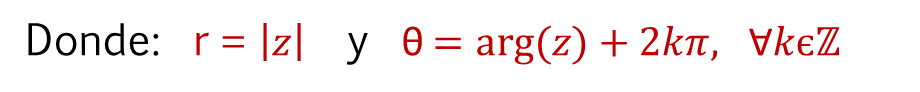 Donde: r = |z| y θ = arg(z) + 2kπ, ∀kϵℤ